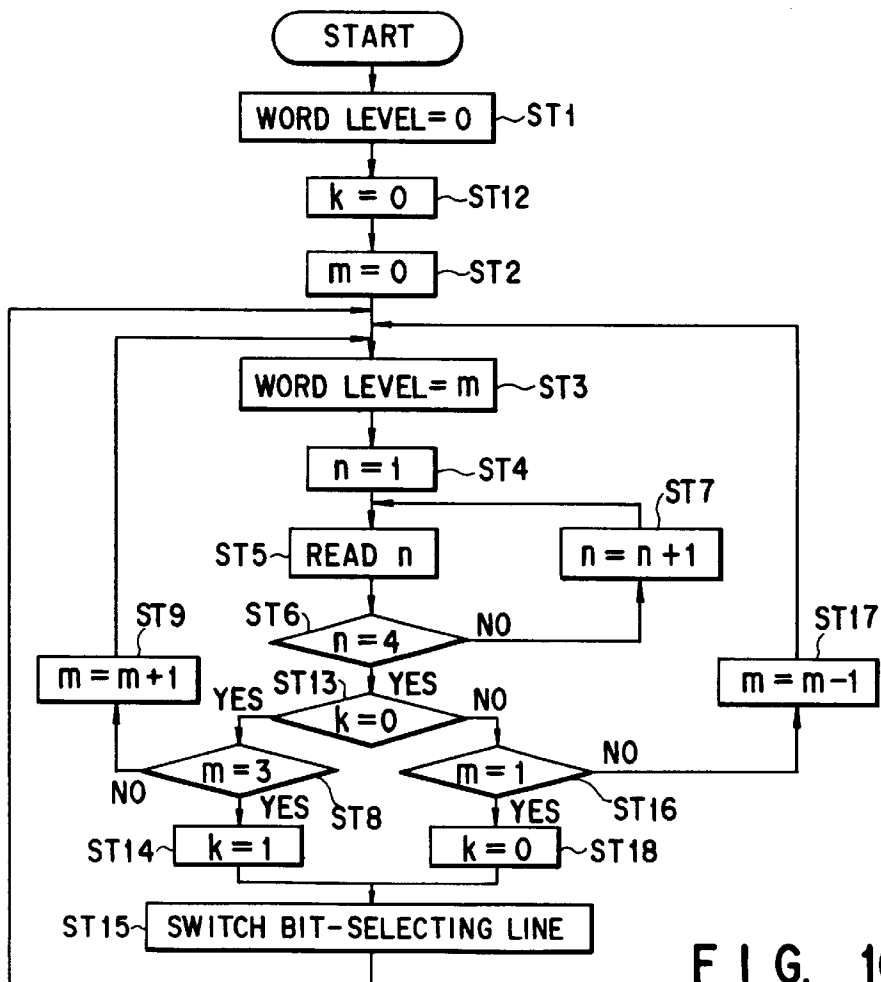 START
WORD LEVEL=0
ST1
k=0
ST12
m=0
ST2
WORD LEVEL=m
ST3
n=1
ST4
ST7
ST5
READ n
n=n+1
ST6
n=4
NO
ST9
ST17
m=m+1
ST13
YES
m=m-1
YES
k=0
NO
m=3
m=1
NO
NO
YES
ST8
YES
ST16
ST14
k=1
k=0
ST18
ST15
SWITCH BIT-SELECTING LINE
FIG.